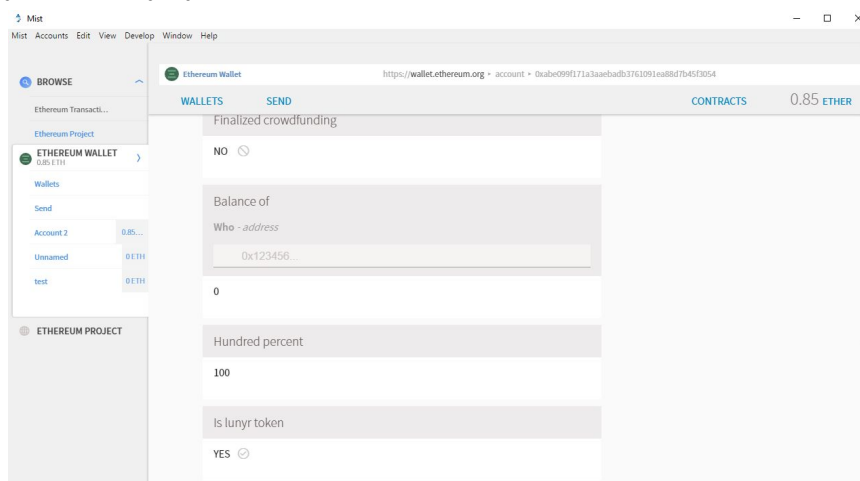 Mist
Mist Accounts Edit View Develop Window Help
BROWSE
Ethereum Transacti...
Ethereum Project
ETHEREUM WALLET
0.85 ETH
Wallets
Send
Account 2 0.85...
Unnamed 0 ETH
test 0 ETH
ETHEREUM PROJECT
Ethereum Wallet https://wallet.ethereum.org • account • 0xabe099f171a3aaebadb3761091ea88d7b45f3054
WALLETS SEND CONTRACTS 0.85 ETHER
Finalized crowdfunding
NO
Balance of
Who - address
0x123456...
0
Hundred percent
100
Is lunyr token
YES